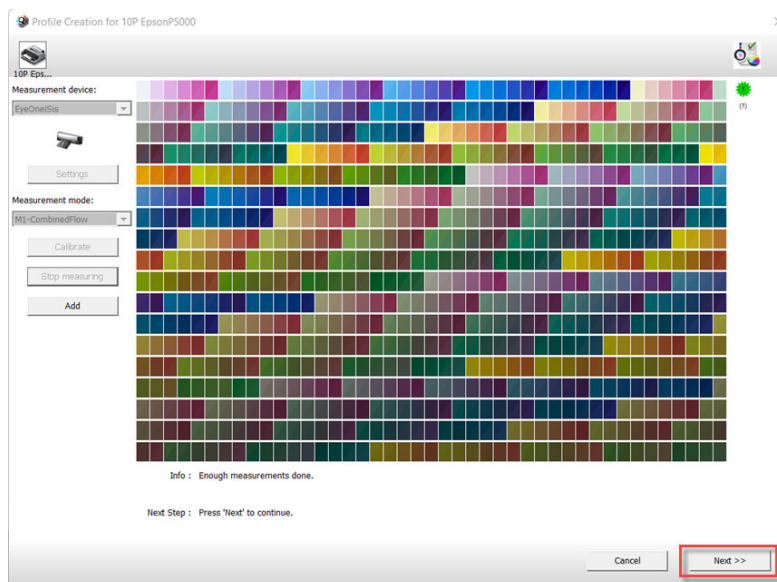 Profile Creation for 10P EpsonP5000
10P Eps...
Measurement device:
EyeOneiSis
Settings
Measurement mode:
M1-CombinedFlow
Calibrate
Stop measuring
Add
(1)
Info : Enough measurements done.
Next Step : Press 'Next' to continue.
Cancel
Next >>